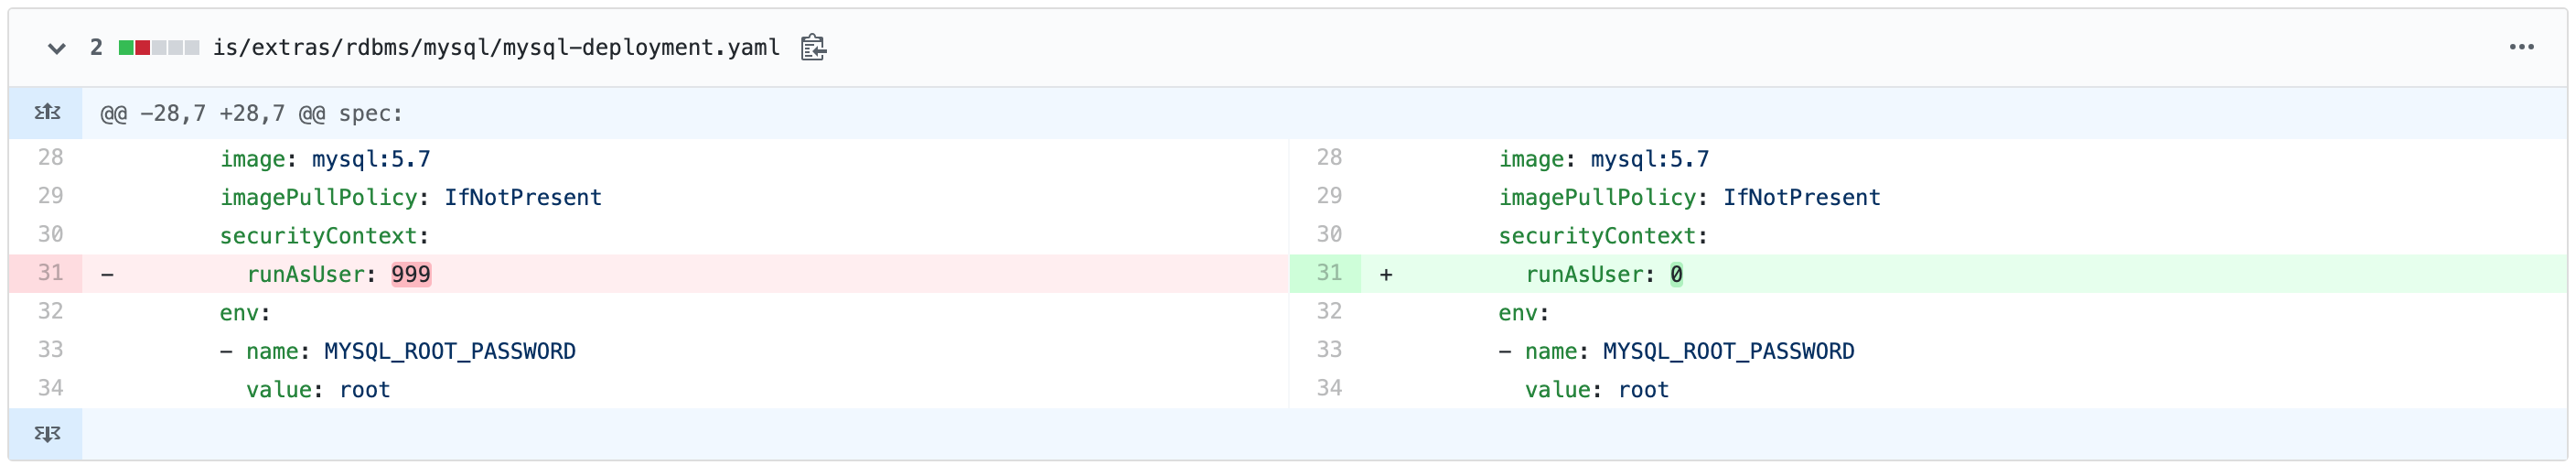 2 is/extras/rdbms/mysql/mysql-deployment.yaml
@@ -28,7 +28,7 @@ spec:
28 image: mysql:5.7
29 imagePullPolicy: IfNotPresent
30 securityContext:
31 - runAsUser: 999
32 env:
33 - name: MYSQL_ROOT_PASSWORD
34 value: root
28 image: mysql:5.7
29 imagePullPolicy: IfNotPresent
30 securityContext:
31 + runAsUser: 0
32 env:
33 - name: MYSQL_ROOT_PASSWORD
34 value: root